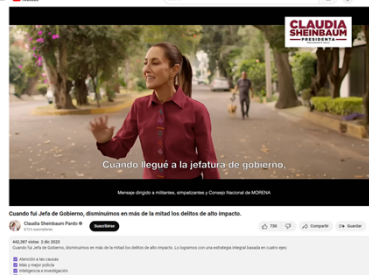 CLAUDIA
SHEINBAUM
PRESIDENTA
Cuando llegué a la jefatura de gobierno,
Mensaje dirigido a militantes, simpatizantes y Consejo Nacional de MORENA
Cuando fui Jefa de Gobierno, disminuimos en más de la mitad los delitos de alto impacto.
Claudia Sheinbaum Pardo
Suscribirse
Compartir
Guardar
Cuando fui Jefa de Gobierno, disminuimos en más de la mitad los delitos de alto impacto. Lo logramos con una estrategia integral basada en cuatro ejes:
Atención a las causas
Más y mejor policía
Inteligencia e investigación